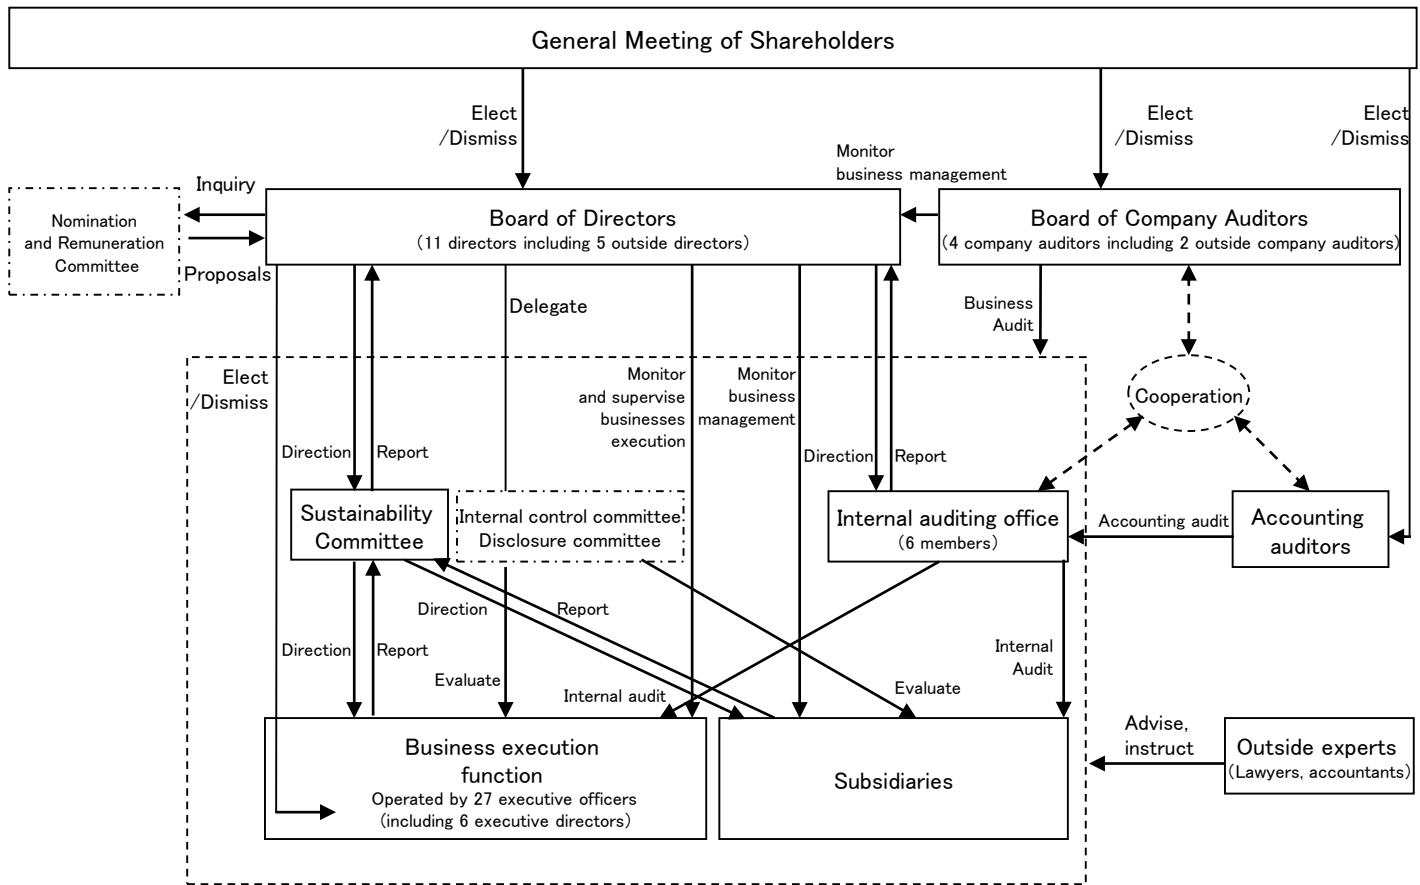 General Meeting of Shareholders
Elect
/Dismiss
Elect
/Dismiss
Elect
/Dismiss
Monitor
business management
Inquiry
Nomination
and Remuneration
Committee
Proposals
Board of Directors
(11 directors including 5 outside directors)
Board of Company Auditors
(4 company auditors including 2 outside company auditors)
Delegate
Business
Audit
Elect
/Dismiss
Monitor
and supervise
businesses
execution
Monitor
business
management
Cooperation
Direction
Report
Direction
Report
Sustainability
Committee
Internal control committee
Disclosure committee
Internal auditing office
(6 members)
Accounting audit
Accounting
auditors
Direction
Report
Direction
Report
Evaluate
Internal audit
Evaluate
Internal
Audit
Business execution
function
Operated by 27 executive officers
(including 6 executive directors)
Subsidiaries
Advise,
instruct
Outside experts
(Lawyers, accountants)